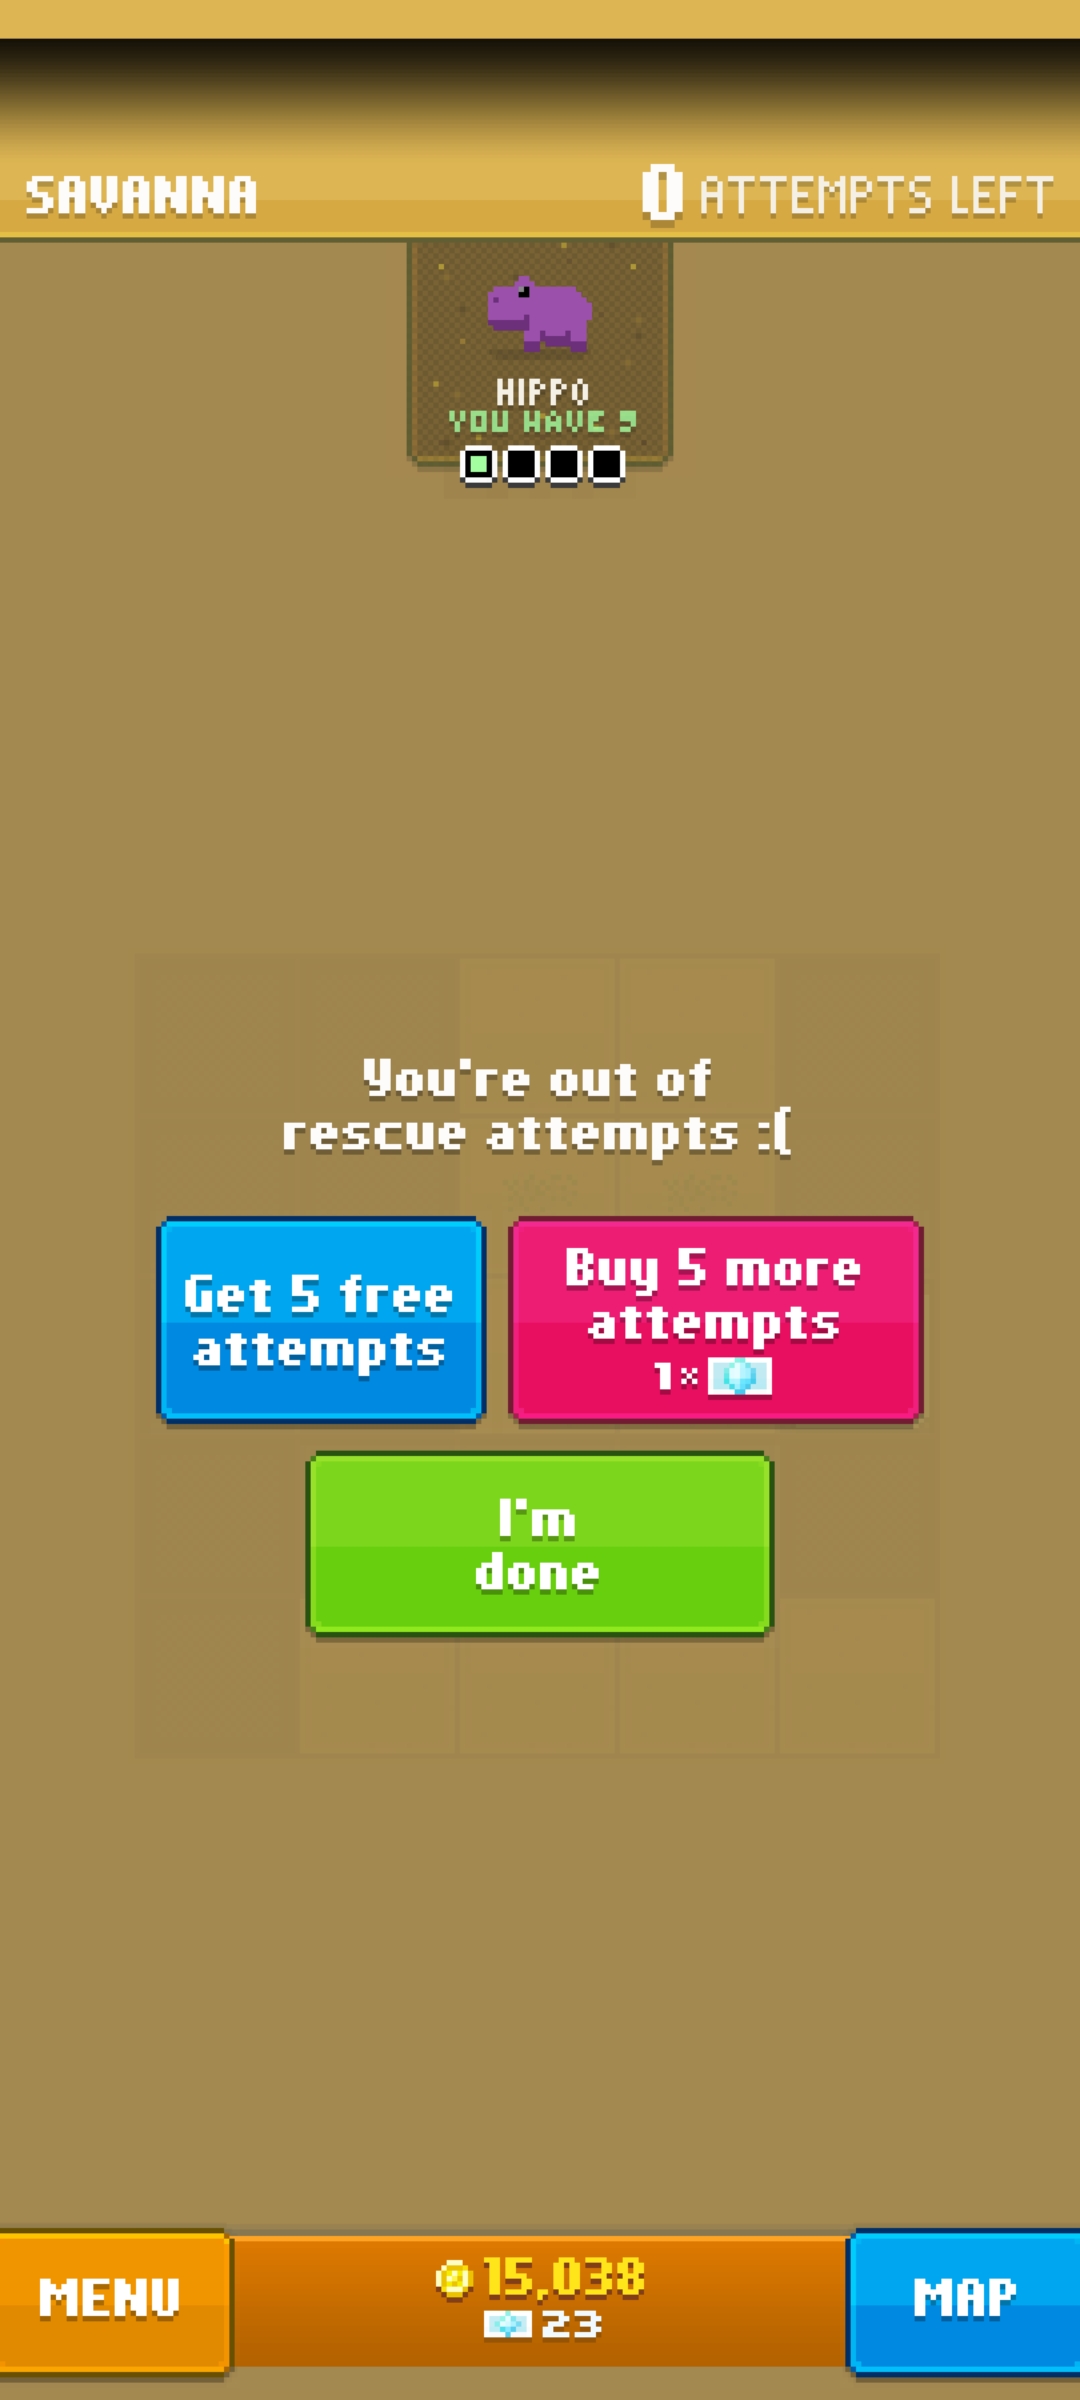 SAVANNA
0 ATTEMPTS LEFT
HIPPO
YOU HAVE 9
You're out of
rescue attempts :(
Get 5 free
attempts
Buy 5 more
attempts
1×
I'm
done
MENU
15,038
23
MAP